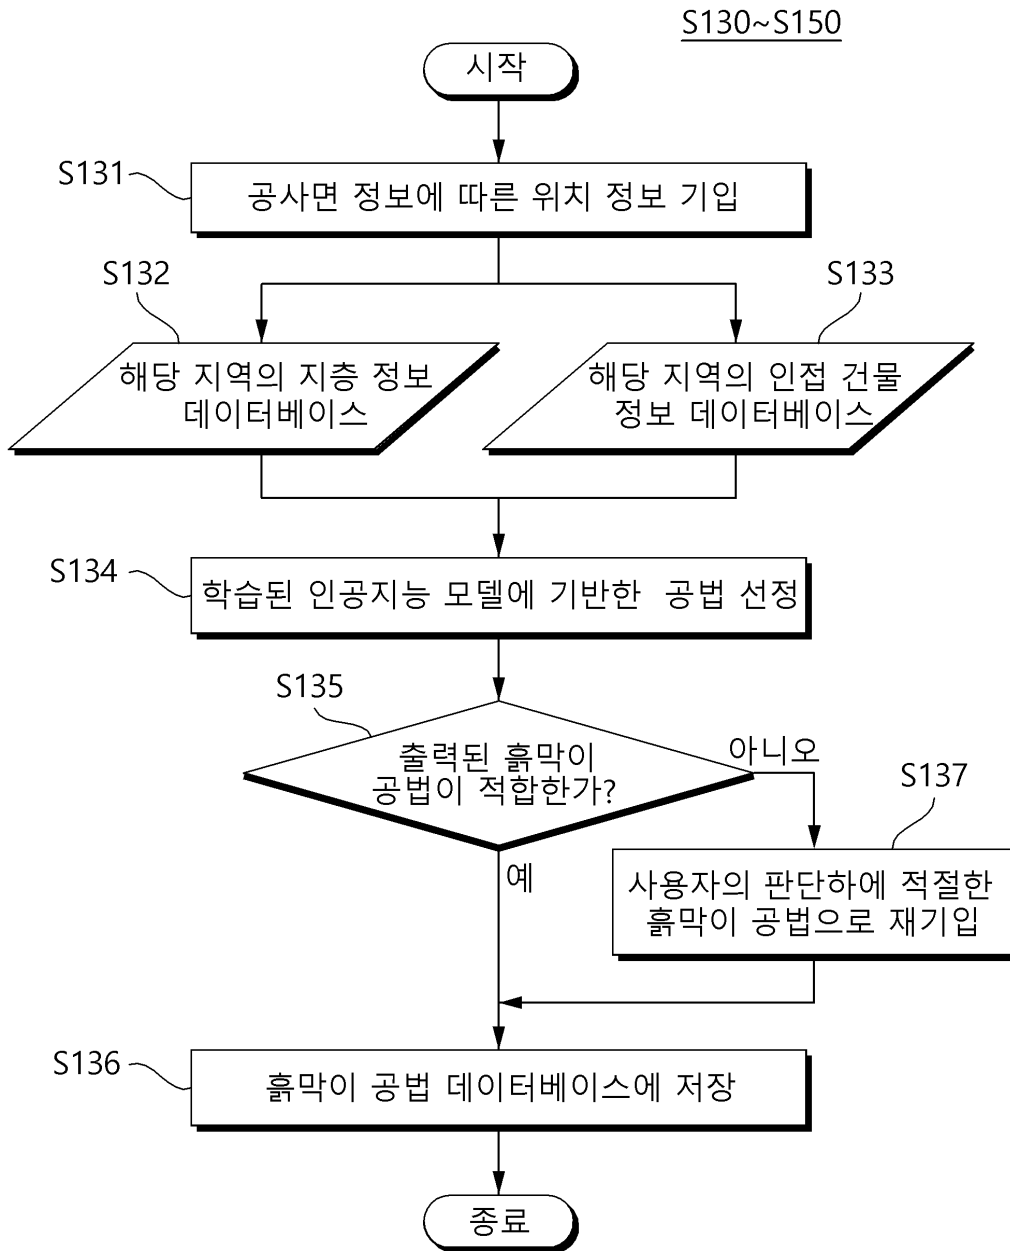 S130~S150
시작
S131
공사면 정보에 따른 위치 정보 기입
S132
S133
해당 지역의 지층 정보
데이터베이스
해당 지역의 인접 건물
정보 데이터베이스
S134
학습된 인공지능 모델에 기반한 공법 선정
S135
출력된 흙막이
공법이 적합한가?
아니오
S137
예
사용자의 판단하에 적절한
흙막이 공법으로 재기입
S136
흙막이 공법 데이터베이스에 저장
종료